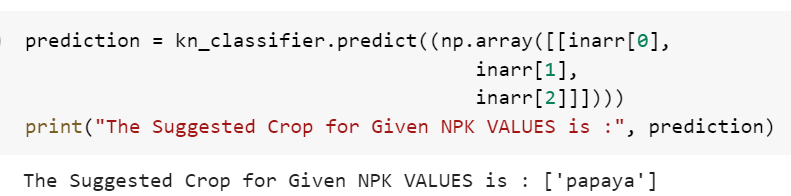 prediction = kn_classifier.predict((np.array([[inarr[0],
inarr[1],
inarr[2]]])))
print("The Suggested Crop for Given NPK VALUES is :", prediction)
The Suggested Crop for Given NPK VALUES is : ['papaya']